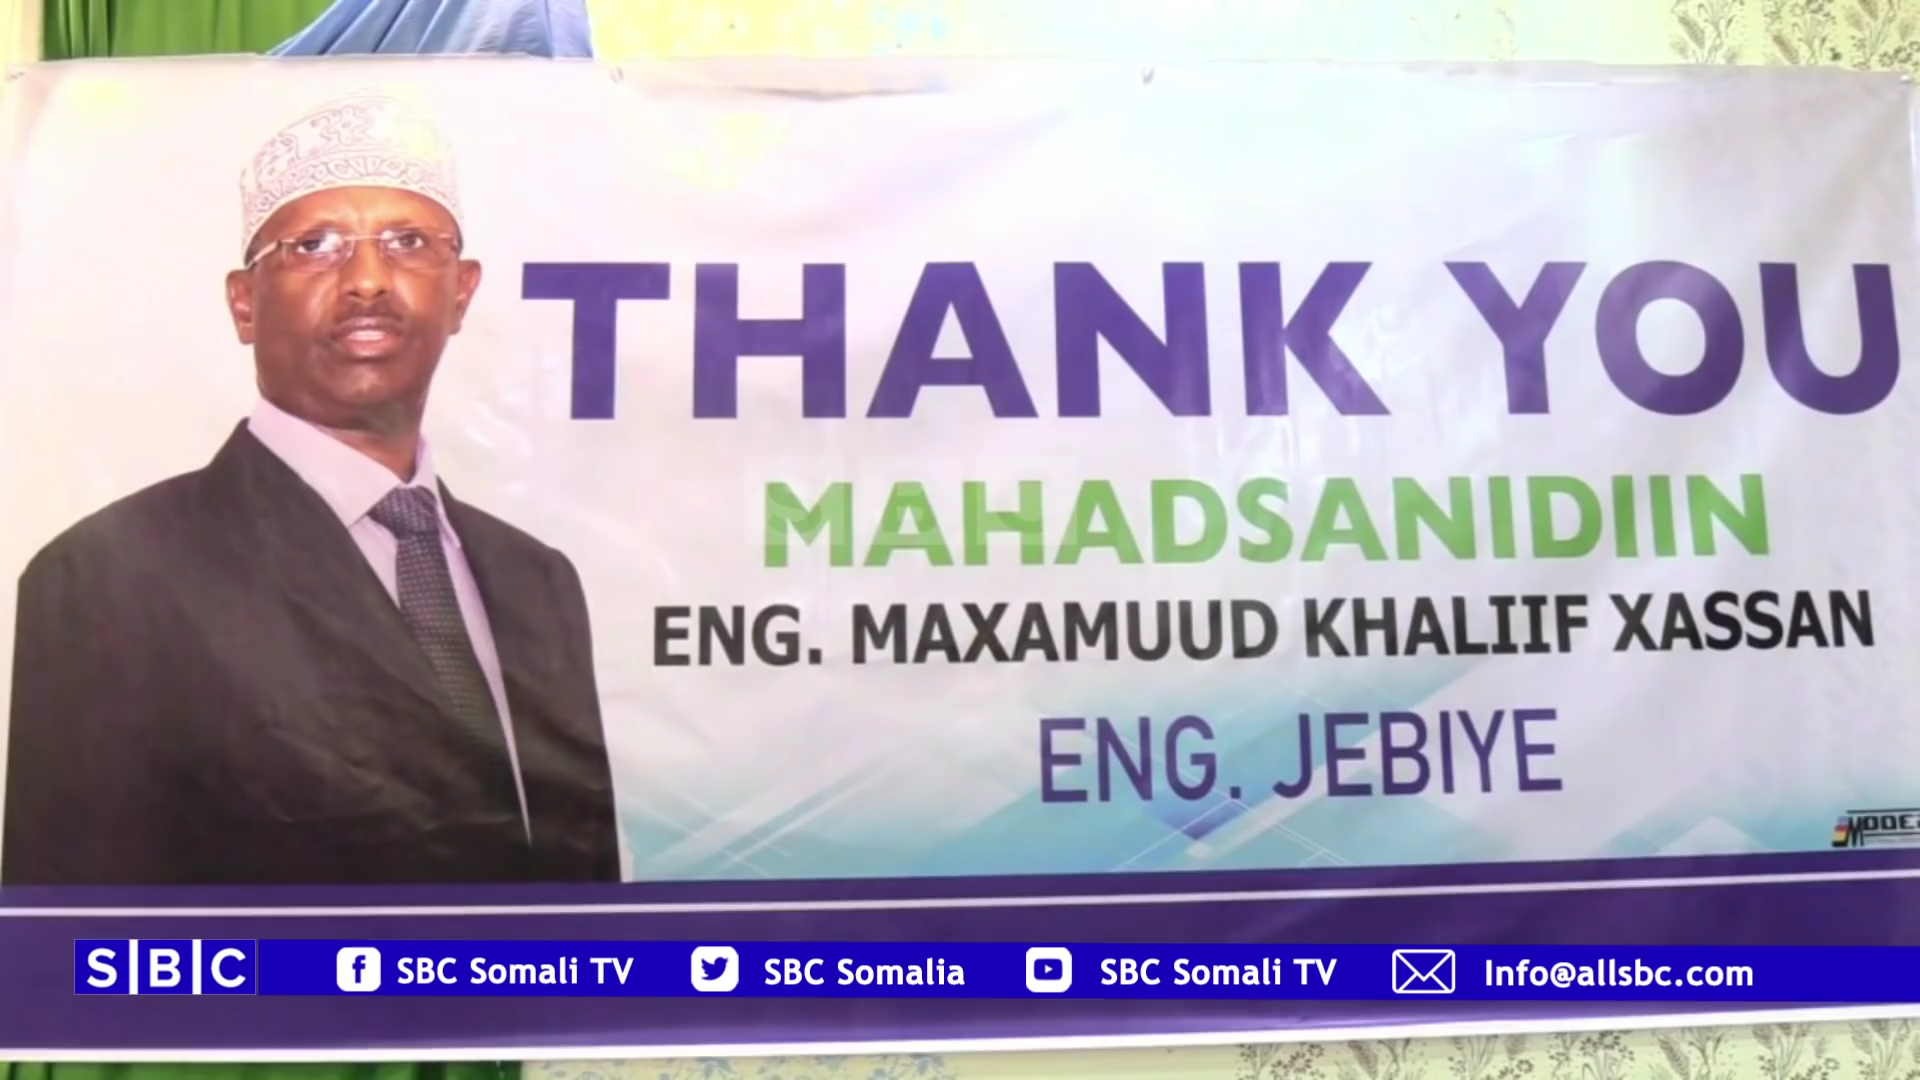 THANK YOU
MAHADSANIDIIN
ENG. MAXAMUUD KHALIIF XASSAN
ENG. JEBIYE
S|B|C SBC Somali TV SBC Somalia SBC Somali TV Info@allsbc.com